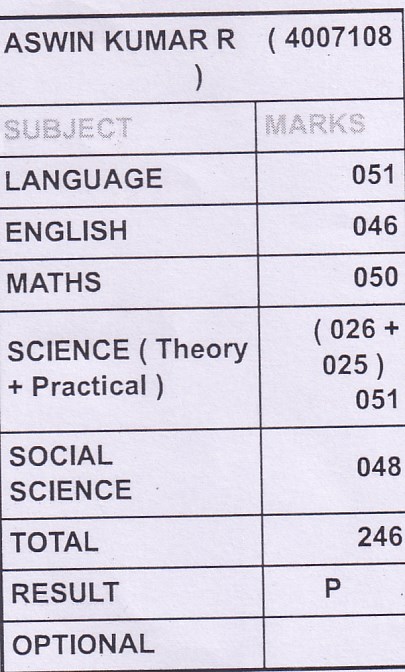 ASWIN KUMAR R ( 4007108
)
SUBJECT MARKS
LANGUAGE 051
ENGLISH 046
MATHS 050
SCIENCE ( Theory
+ Practical )
( 026 +
025 )
051
SOCIAL
SCIENCE
048
TOTAL 246
RESULT P
OPTIONAL